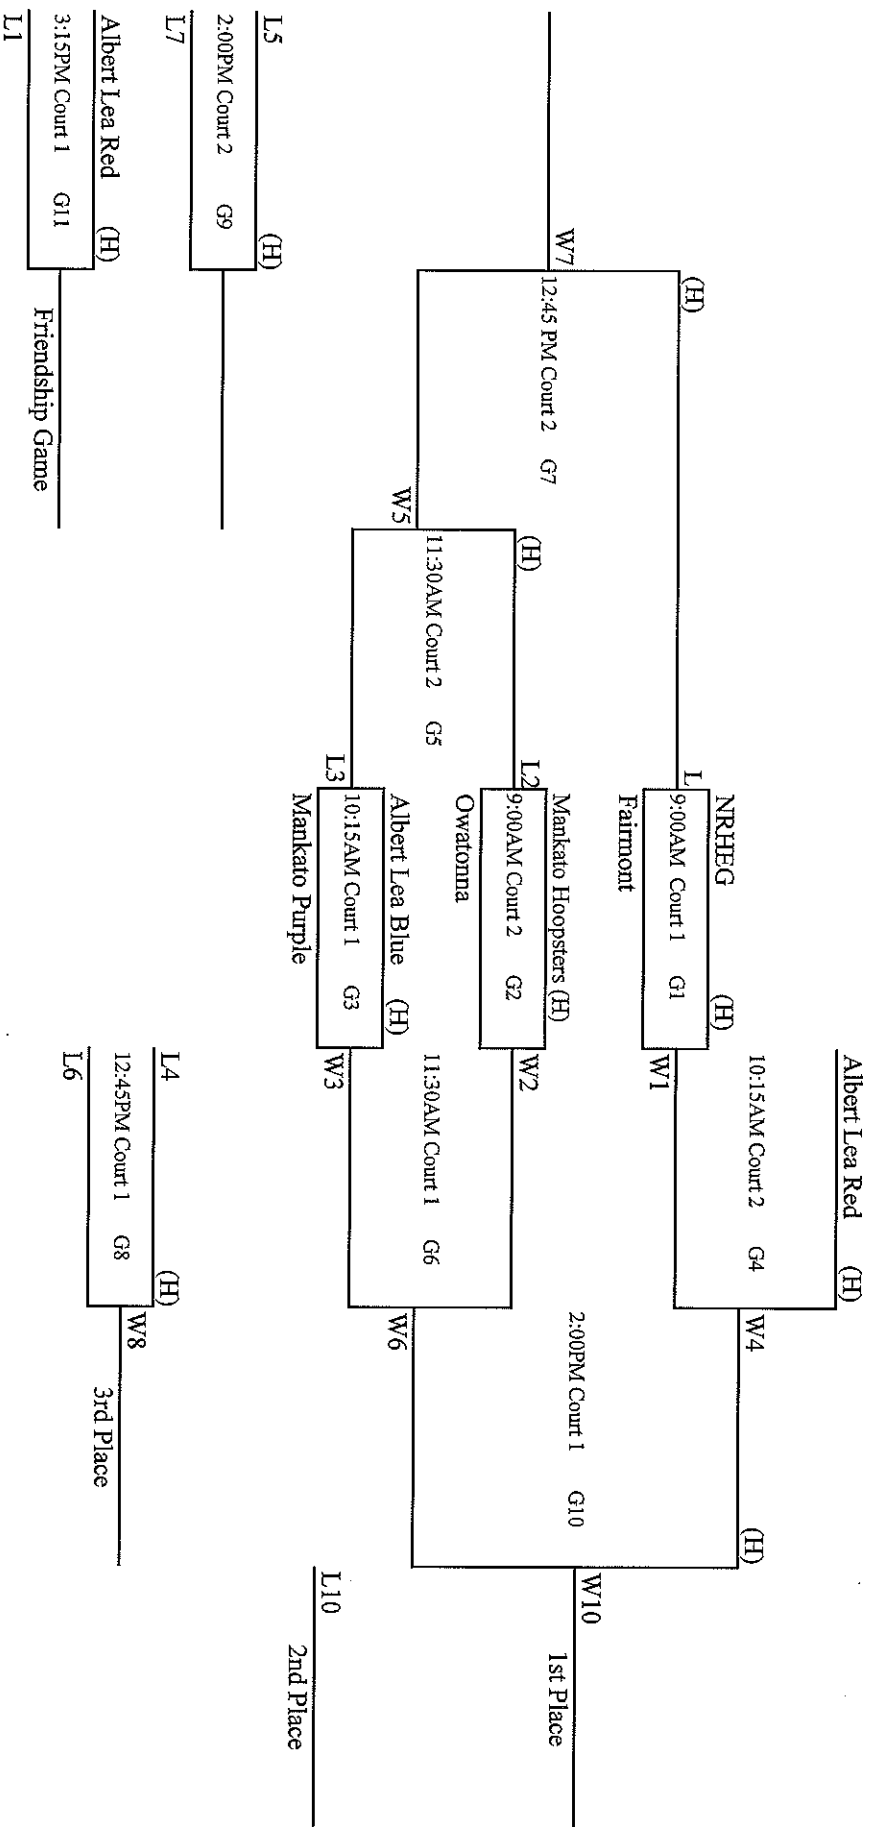 Albert Lea Red (H)
10:15AM Court 2 G4
W4
(H)
NRHEG (H)
L
9:00AM Court 1 G1
W1
Fairmont
(H)
W7
12:45 PM Court 2 G7
2:00PM Court 1 G10
W10
1st Place
Mankato Hoopsters (H)
L2
9:00AM Court 2 G2
W2
Owatonna
(H)
11:30AM Court 2 G5
W5
11:30AM Court 1 G6
W6
Albert Lea Blue (H)
L3
10:15AM Court 1 G3
W3
Mankato Purple
L10
2nd Place
L5 (H)
2:00PM Court 2 G9
L7
L4 (H)
12:45PM Court 1 G8
W8
L6
3rd Place
Albert Lea Red (H)
3:15PM Court 1 G11
L1
Friendship Game